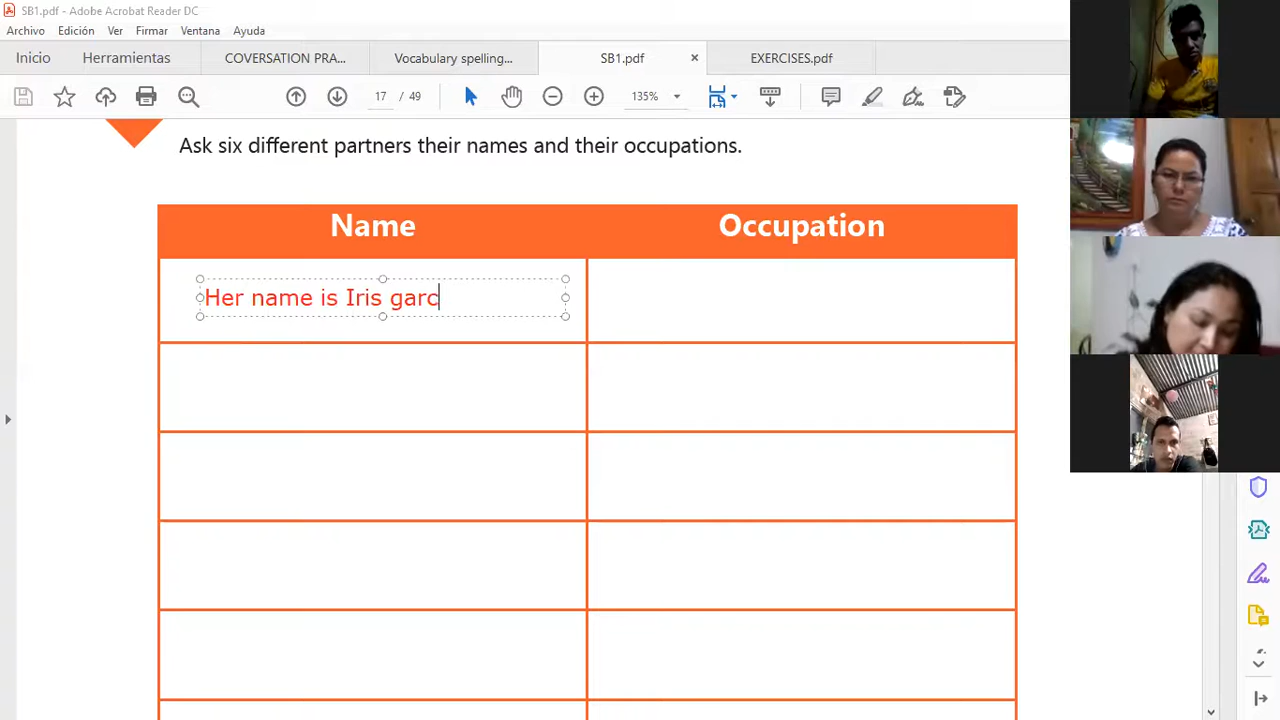 SB1.pdf - Adobe Acrobat Reader DC
Archivo Edición Ver Firmar Ventana Ayuda
Inicio Herramientas COVERSATION PRA... Vocabulary spelling... SB1.pdf × EXERCISES.pdf
17 / 49 135%
Ask six different partners their names and their occupations.
Name Occupation
Her name is Iris garc